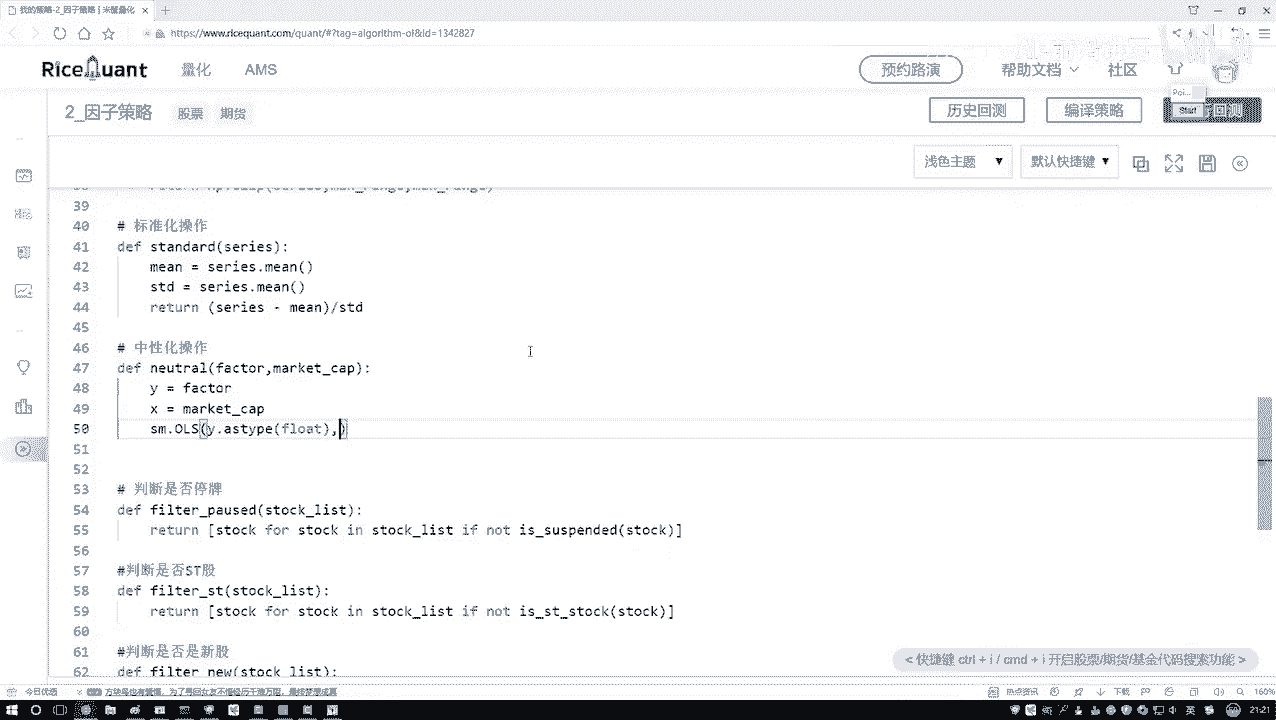 找的策略-2_因子策略 | 米筐量化
https://www.ricequant.com/quant/#?tag=algorithm-ol&id=1342827
RiceQuant 量化 AMS 预约路演 帮助文档 社区
2_因子策略 股票 期货 历史回测 编译策略
Poi...
Start
浅色主题 默认快捷键
39
40 # 标准化操作
41 def standard(series):
42 mean = series.mean()
43 std = series.mean()
44 return (series - mean)/std
45
46 # 中性化操作
47 def neutral(factor,market_cap):
48 y = factor
49 x = market_cap
50 sm.OLS(y.astype(float),)
51
52
53 # 判断是否停牌
54 def filter_paused(stock_list):
55 return [stock for stock in stock_list if not is_suspended(stock)]
56
57 #判断是否ST股
58 def filter_st(stock_list):
59 return [stock for stock in stock_list if not is_st_stock(stock)]
60
61 #判断是否是新股
62 def filter_new(stock_list):
< 快捷键 ctrl + i / cmd + i 开启股票/期货/基金代码搜索功能 >
今日优选 热点资讯 下载 160%
英 21:21